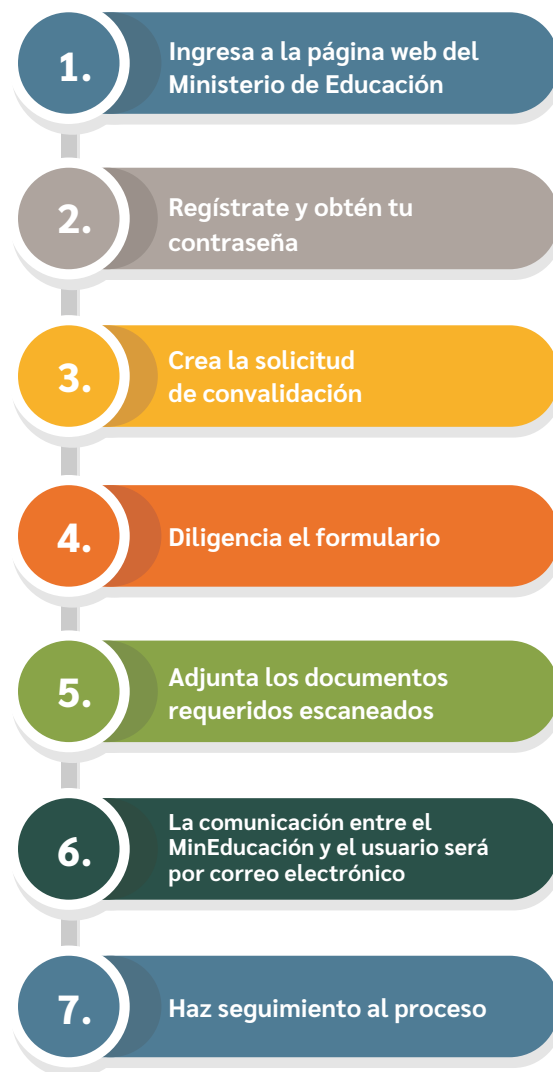 1.
Ingresa a la página web del
Ministerio de Educación
2.
Regístrate y obtén tu
contraseña
3.
Crea la solicitud
de convalidación
4.
Diligencia el formulario
5.
Adjunta los documentos
requeridos escaneados
6.
La comunicación entre el
MinEducación y el usuario será
por correo electrónico
7.
Haz seguimiento al proceso